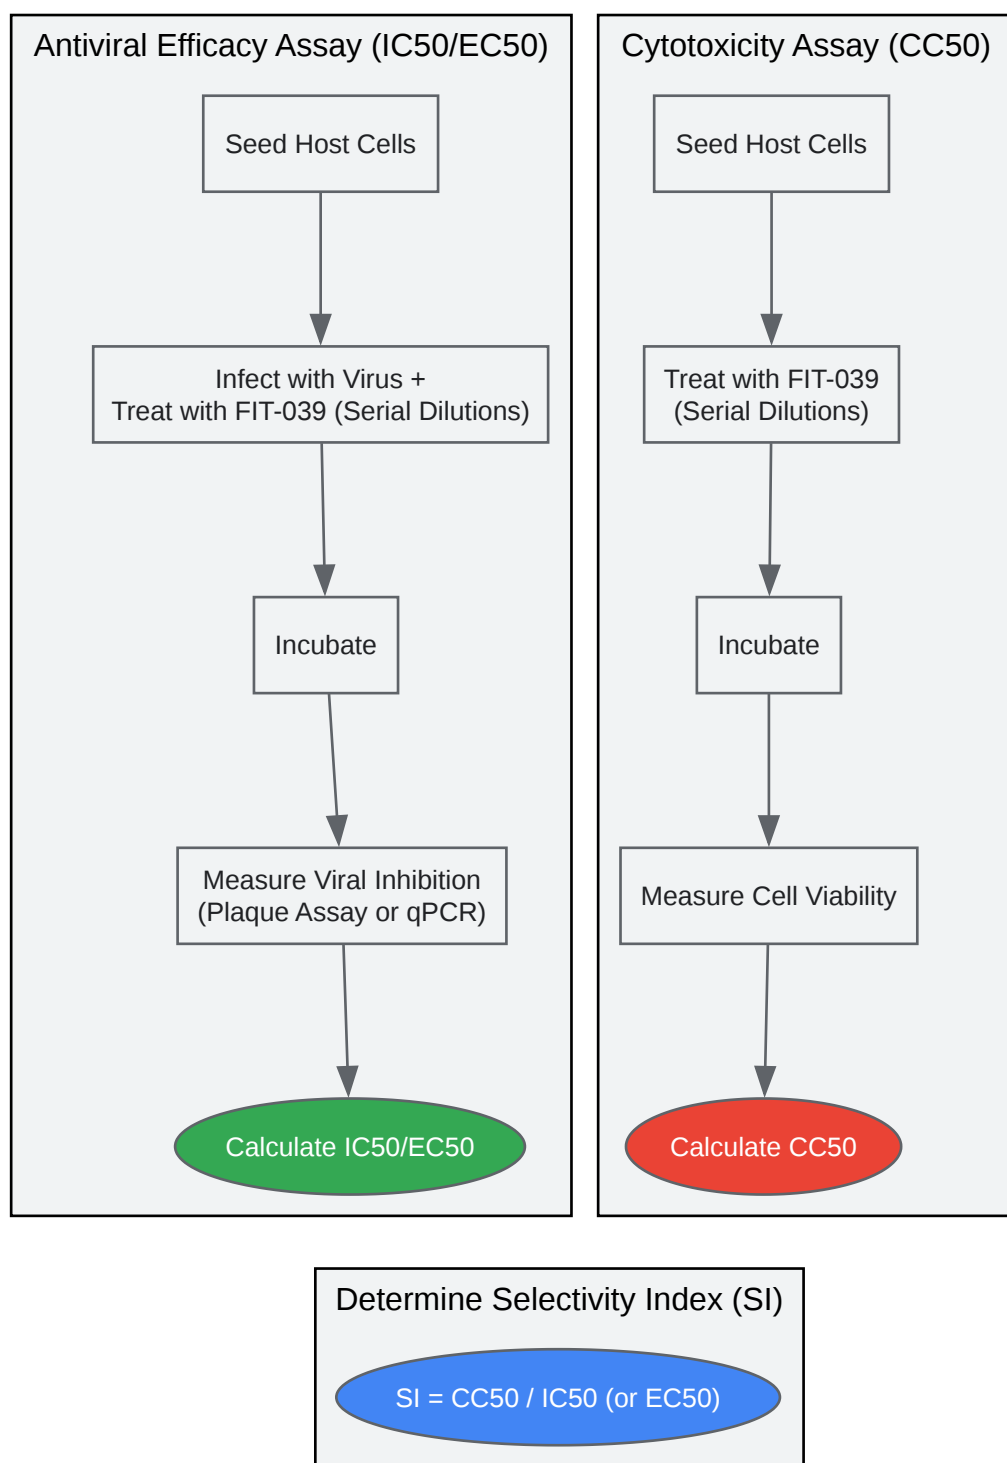 Antiviral Efficacy Assay (IC50/EC50)
Seed Host Cells
Infect with Virus +
Treat with FIT-039 (Serial Dilutions)
Incubate
Measure Viral Inhibition
(Plaque Assay or qPCR)
Calculate IC50/EC50
Cytotoxicity Assay (CC50)
Seed Host Cells
Treat with FIT-039
(Serial Dilutions)
Incubate
Measure Cell Viability
Calculate CC50
Determine Selectivity Index (SI)
SI = CC50 / IC50 (or EC50)